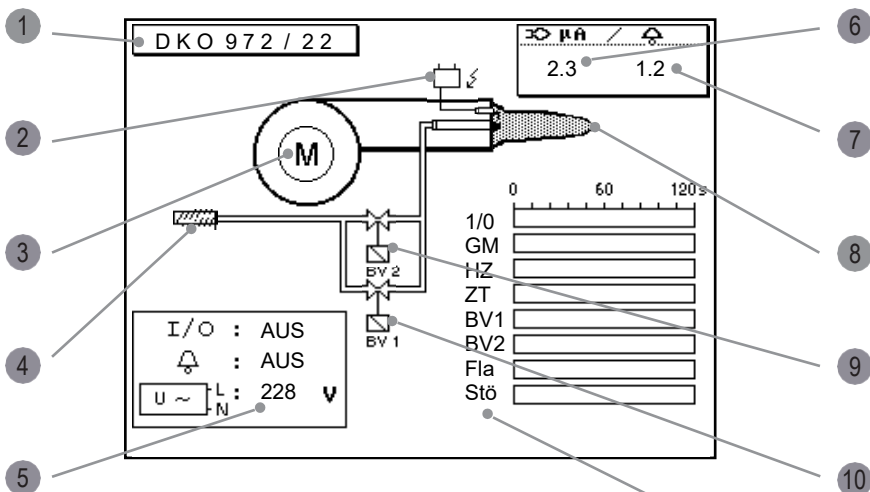 1
DKO 972 / 22
µA /
6
2.3 1.2
2
7
M
0 60 120s
3
1/0
GM
HZ
ZT
BV1
BV2
Fla
Stö
8
BV 2
BV 1
4
I/O : AUS
: AUS
U ~ L N : 228 V
9
5
10